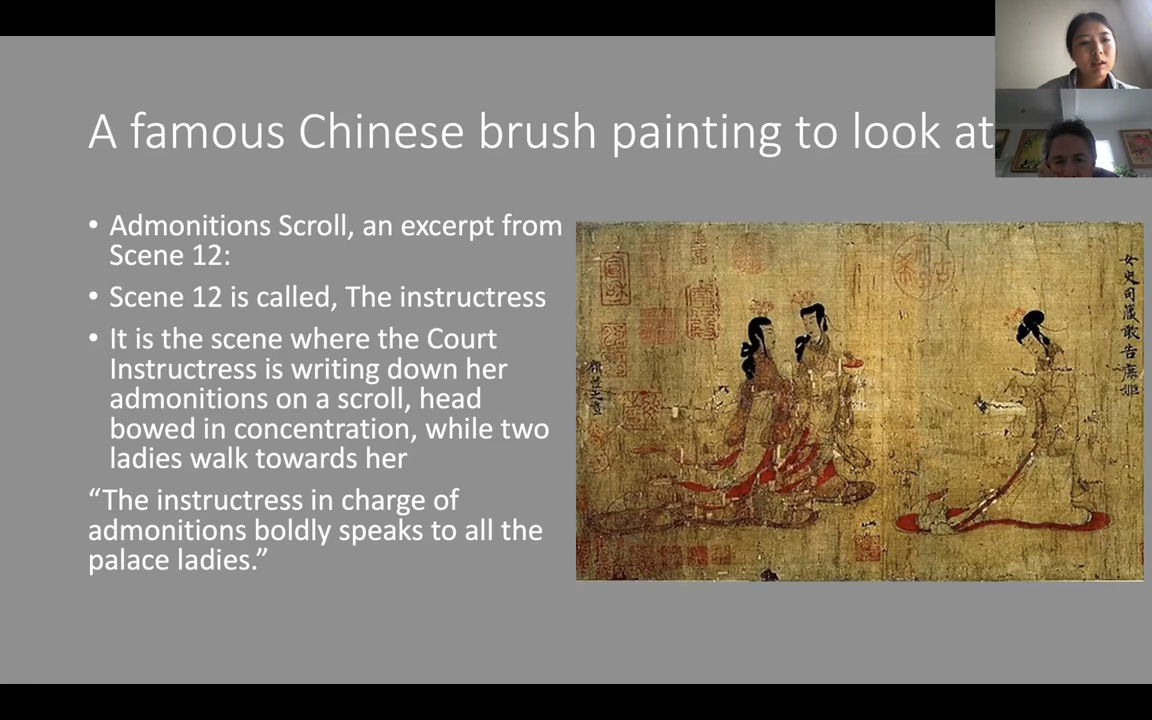 A famous Chinese brush painting to look at
• Admonitions Scroll, an excerpt from
Scene 12:
• Scene 12 is called, The instructress
• It is the scene where the Court
Instructress is writing down her
admonitions on a scroll, head
bowed in concentration, while two
ladies walk towards her
“The instructress in charge of
admonitions boldly speaks to all the
palace ladies.”
女史司箴敢告庶姬